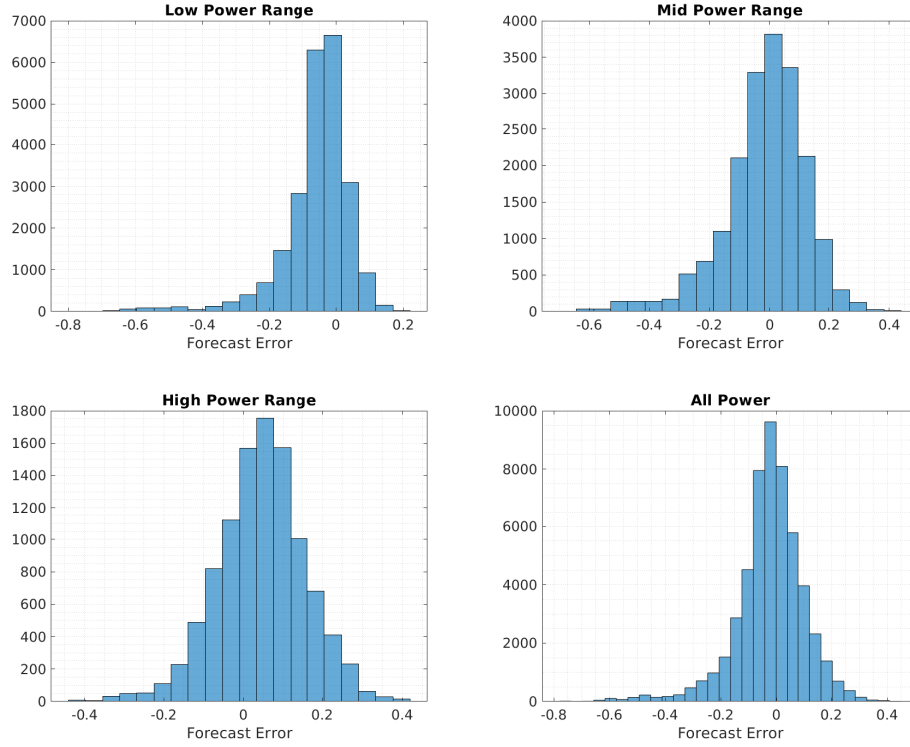 Low Power Range
7000
6000
5000
4000
3000
2000
1000
0
-0.8 -0.6 -0.4 -0.2 0 0.2
Forecast Error
Mid Power Range
4000
3500
3000
2500
2000
1500
1000
500
0
-0.6 -0.4 -0.2 0 0.2 0.4
Forecast Error
High Power Range
1800
1600
1400
1200
1000
800
600
400
200
0
-0.4 -0.2 0 0.2 0.4
Forecast Error
All Power
10000
8000
6000
4000
2000
0
-0.8 -0.6 -0.4 -0.2 0 0.2 0.4
Forecast Error